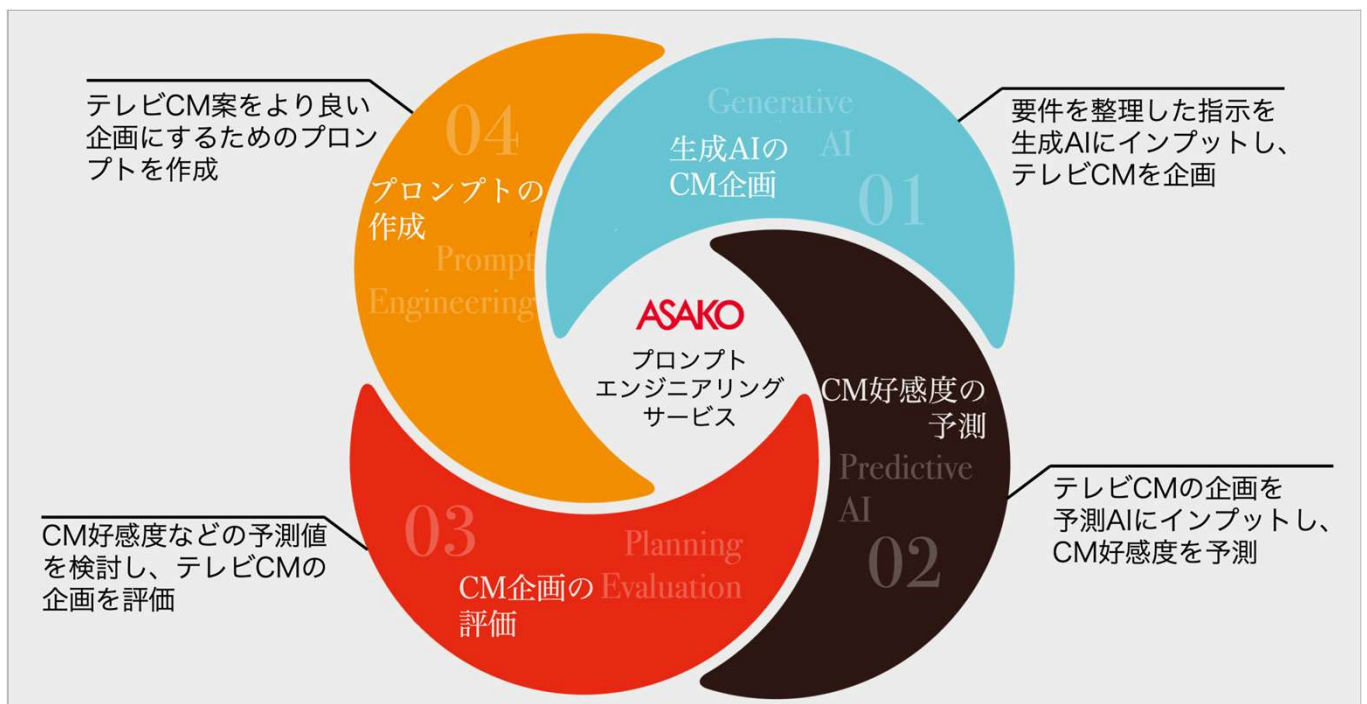 テレビCM案をより良い
企画にするためのプロン
プトを作成
04
プロンプトの
作成
Prompt
Engineering
Generative
AI
生成AIの
CM企画
01
要件を整理した指示を
生成AIにインプットし、
テレビCMを企画
ASAKO
プロンプト
エンジニアリング
サービス
CM好感度の
予測
Predictive
AI
02
テレビCMの企画を
予測AIにインプットし、
CM好感度を予測
CM好感度などの予測値
を検討し、テレビCMの
企画を評価
03
Planning
Evaluation
CM企画の
評価